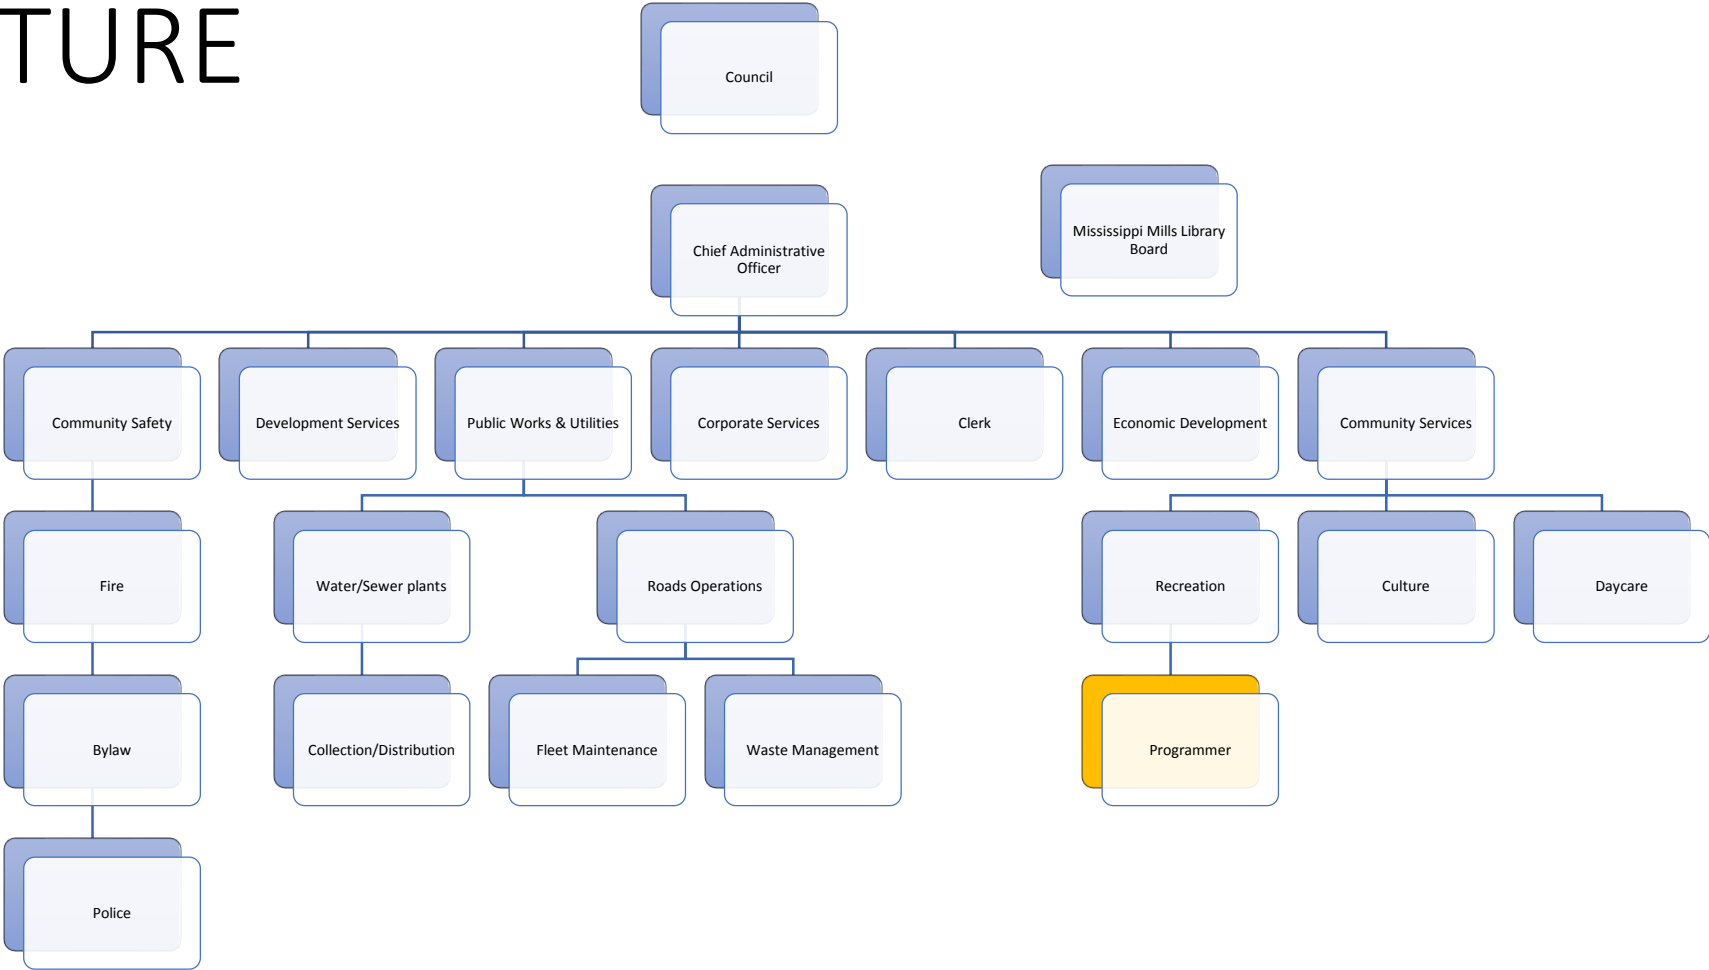 TURE
Council
Mississippi Mills Library
Board
Chief Administrative
Officer
Community Safety
Development Services
Public Works & Utilities
Corporate Services
Clerk
Economic Development
Community Services
Fire
Water/Sewer plants
Roads Operations
Recreation
Culture
Daycare
Bylaw
Collection/Distribution
Fleet Maintenance
Waste Management
Programmer
Police